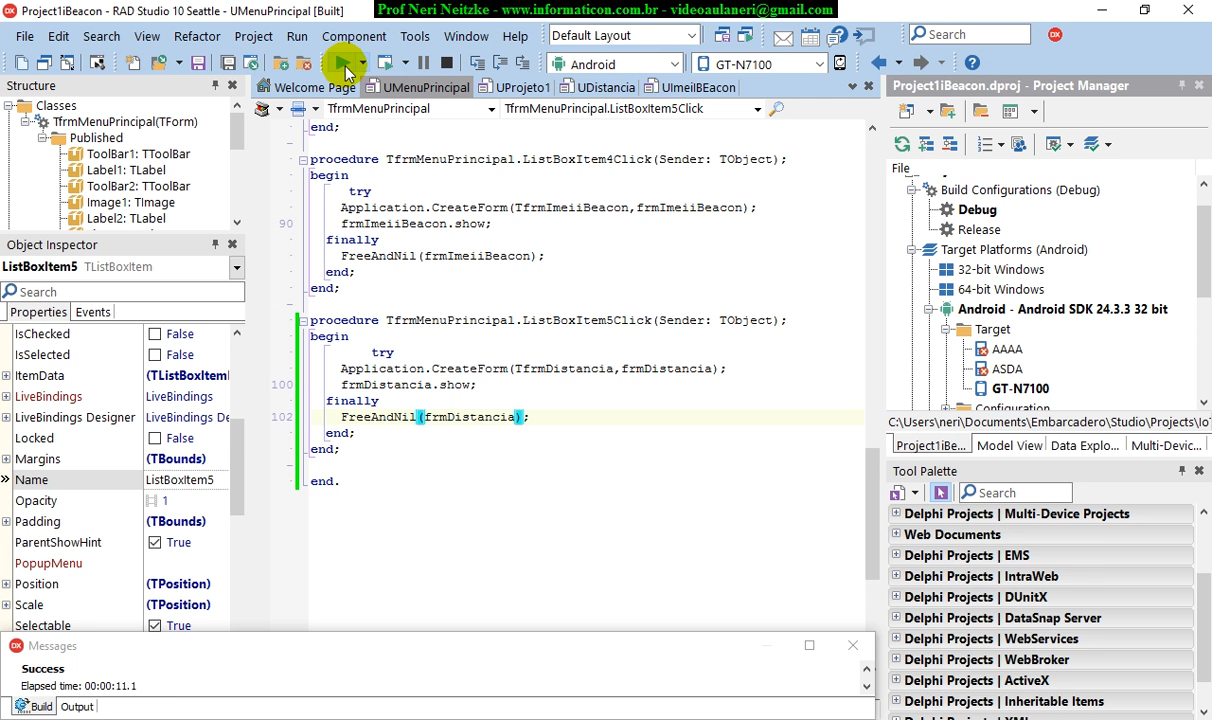 Project1iBeacon - RAD Studio 10 Seattle - UMenuPrincipal [Built]
Prof Neri Neitzke - www.informaticon.com.br - videoaulaneri@gmail.com
File Edit Search View Refactor Project Run Component Tools Window Help
Default Layout
Search
Android
GT-N7100
Structure
Classes
TfrmMenuPrincipal(TForm)
Published
ToolBar1: TToolBar
Label1: TLabel
ToolBar2: TToolBar
Image1: TImage
Label2: TLabel
Object Inspector
ListBoxItem5 TListBoxItem
Search
Properties Events
IsChecked False
IsSelected False
ItemData (TListBoxItem
LiveBindings LiveBindings
LiveBindings Designer LiveBindings De
Locked False
Margins (TBounds)
Name ListBoxItem5
Opacity 1
Padding (TBounds)
ParentShowHint True
PopupMenu
Position (TPosition)
Scale (TPosition)
Selectable True
Welcome Page UMenuPrincipal UProjeto1 UDistancia UImeiIBEacon
TfrmMenuPrincipal TfrmMenuPrincipal.ListBoxItem5Click
end;
procedure TfrmMenuPrincipal.ListBoxItem4Click(Sender: TObject);
begin
try
Application.CreateForm(TfrmImeiiBeacon,frmImeiiBeacon);
90 frmImeiiBeacon.show;
finally
FreeAndNil(frmImeiiBeacon);
end;
end;
procedure TfrmMenuPrincipal.ListBoxItem5Click(Sender: TObject);
begin
try
Application.CreateForm(TfrmDistancia,frmDistancia);
100 frmDistancia.show;
finally
102 FreeAndNil(frmDistancia);
end;
end;
end.
Messages
Success
Elapsed time: 00:00:11.1
Build Output
Project1iBeacon.dproj - Project Manager
File
Build Configurations (Debug)
Debug
Release
Target Platforms (Android)
32-bit Windows
64-bit Windows
Android - Android SDK 24.3.3 32 bit
Target
AAAA
ASDA
GT-N7100
Configuration
C:\Users\neri\Documents\Embarcadero\Studio\Projects\IoT
Project1iBe... Model View Data Explo... Multi-Devic...
Tool Palette
Search
Delphi Projects | Multi-Device Projects
Web Documents
Delphi Projects | EMS
Delphi Projects | IntraWeb
Delphi Projects | DUnitX
Delphi Projects | DataSnap Server
Delphi Projects | WebServices
Delphi Projects | WebBroker
Delphi Projects | ActiveX
Delphi Projects | Inheritable Items